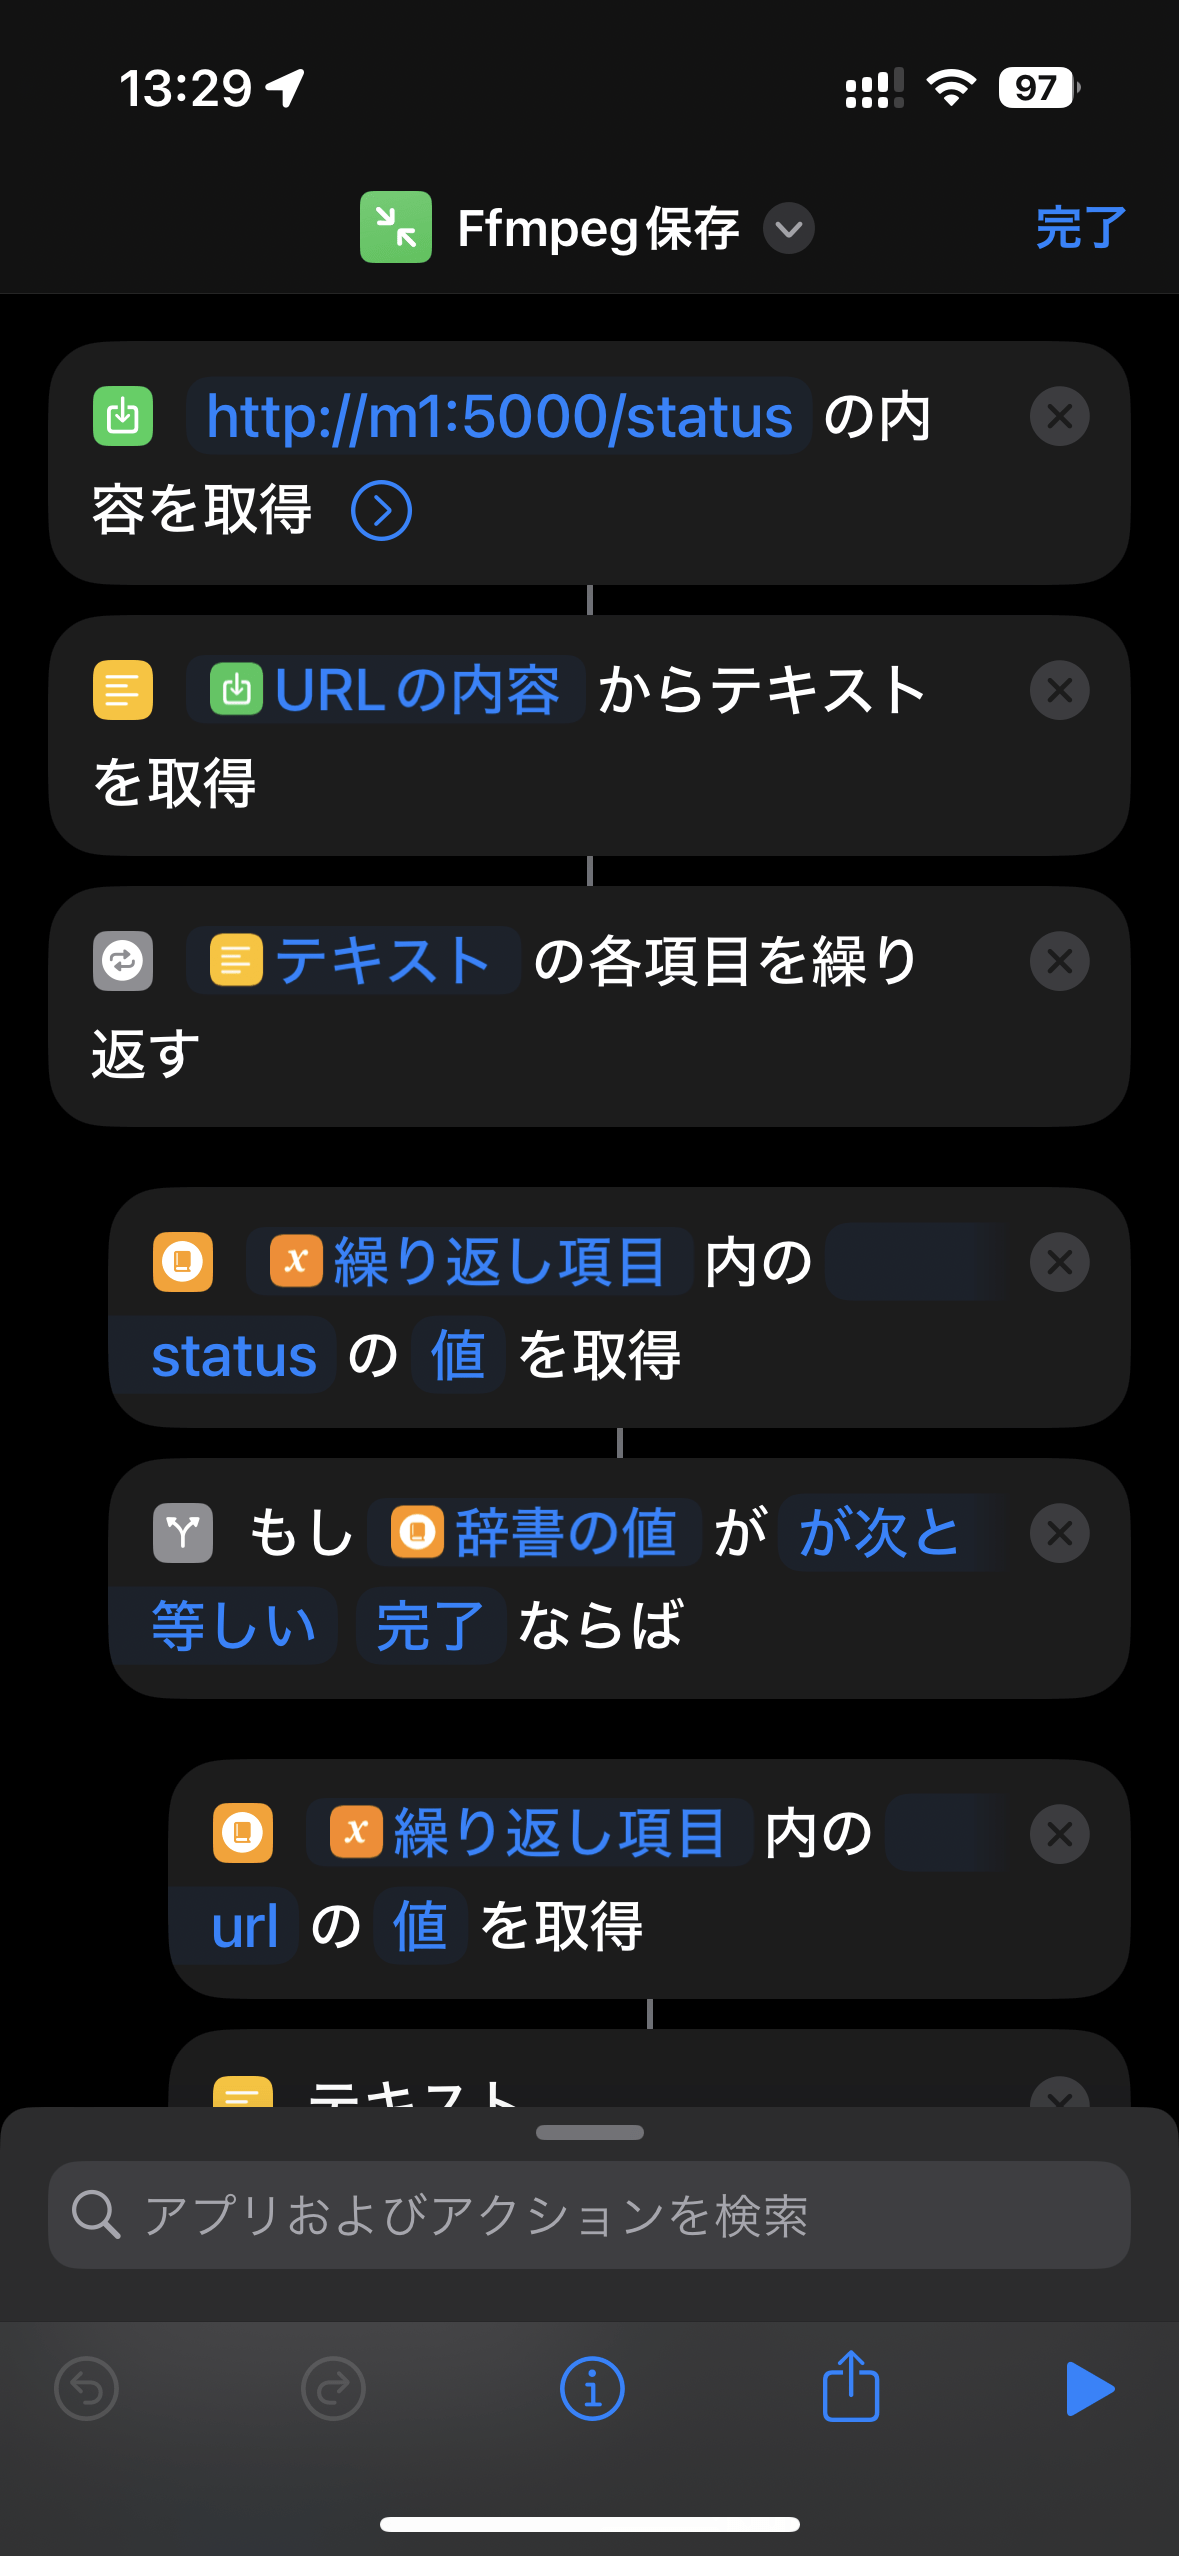 13:29
97
Ffmpeg保存
完了
http://m1:5000/status の内
容を取得
URLの内容 からテキスト
を取得
テキスト の各項目を繰り
返す
繰り返し項目 内の
status の 値 を取得
もし 辞書の値 が が次と
等しい 完了 ならば
繰り返し項目 内の
url の 値 を取得
テキスト
アプリおよびアクションを検索